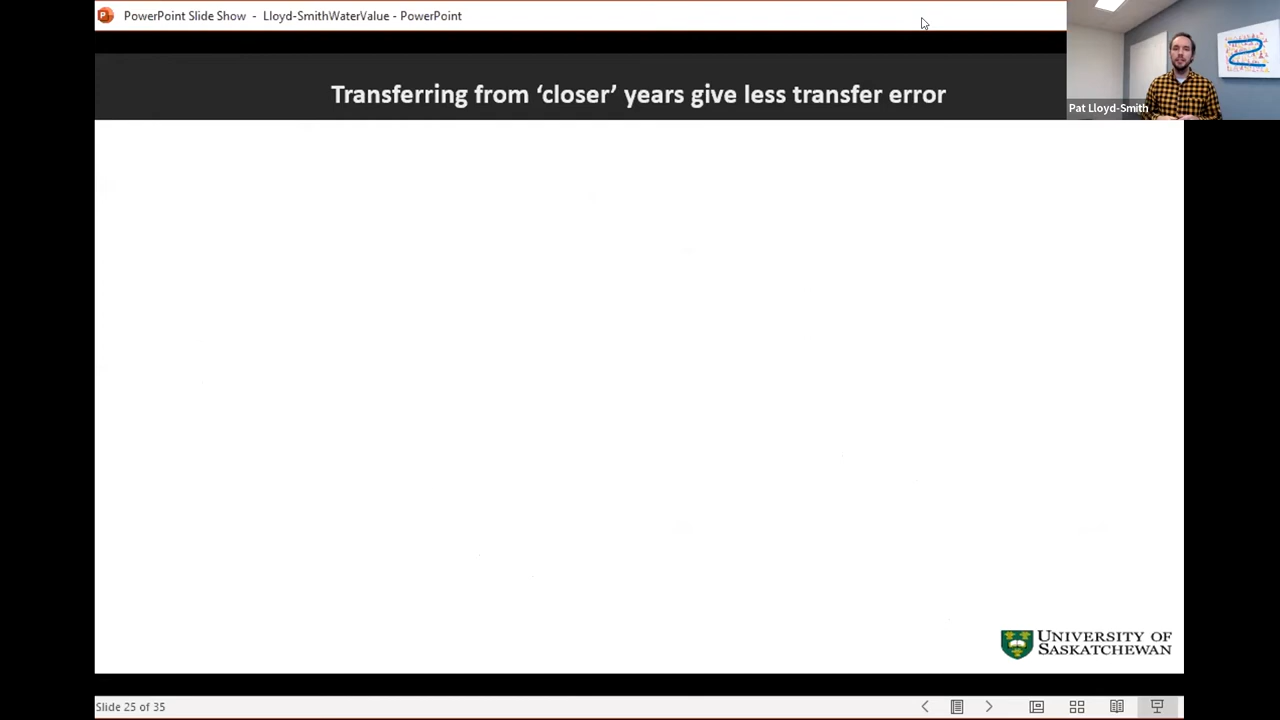 PowerPoint Slide Show - Lloyd-SmithWaterValue - PowerPoint
Transferring from ‘closer’ years give less transfer error
Pat Lloyd-Smith
UNIVERSITY OF
SASKATCHEWAN
Slide 25 of 35